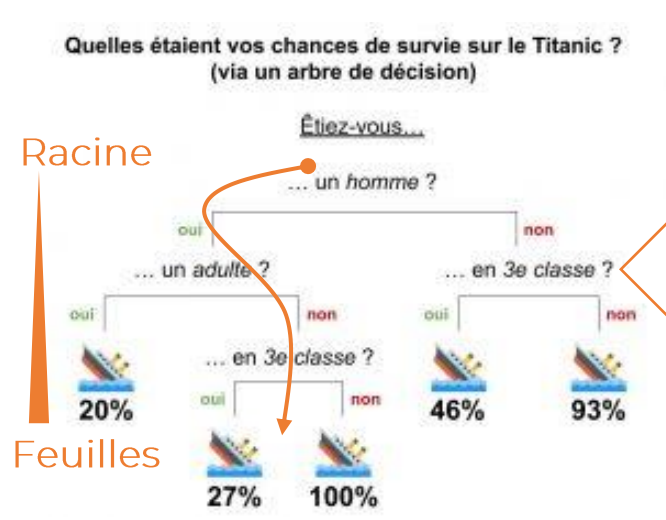 Quelles étaient vos chances de survie sur le Titanic ?
(via un arbre de décision)
Êtiez-vous...
Racine
... un homme ?
oui
non
... un adulte ?
... en 3e classe ?
oui
non
oui
non
... en 3e classe ?
20%
oui
non
46%
93%
Feuilles
27%
100%